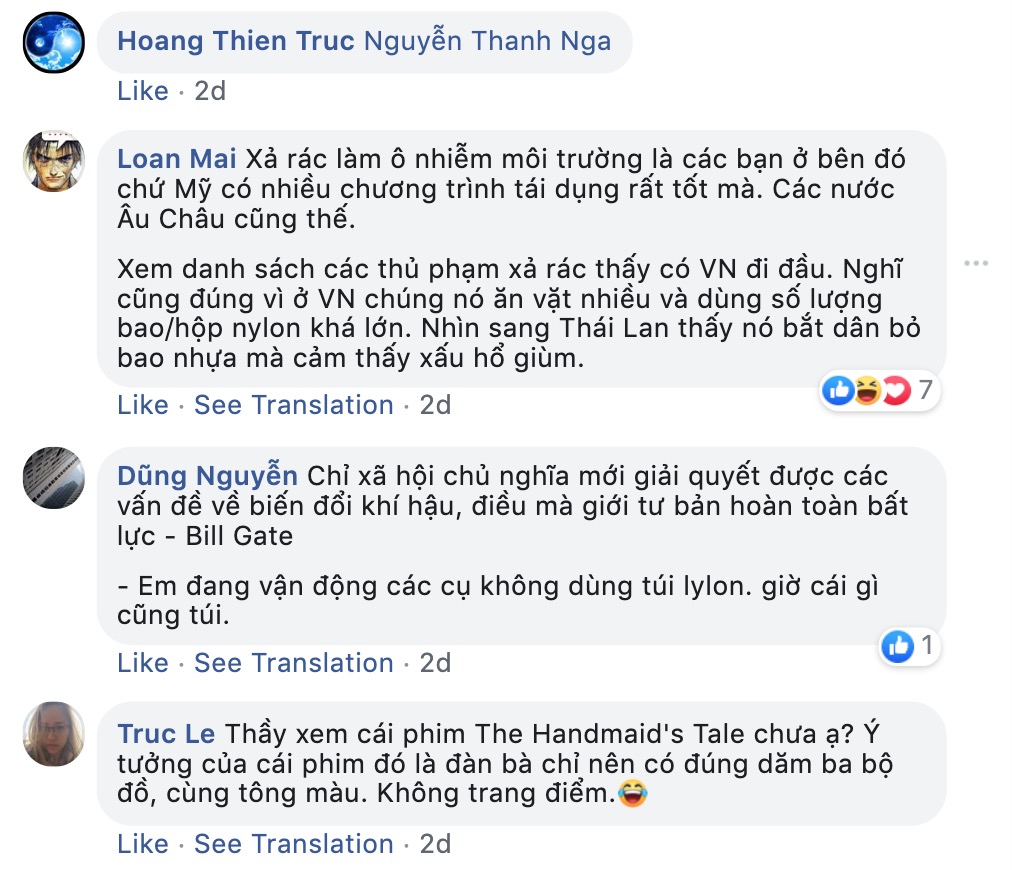 Hoang Thien Truc Nguyễn Thanh Nga
Like · 2d
Loan Mai Xả rác làm ô nhiễm môi trường là các bạn ở bên đó
chứ Mỹ có nhiều chương trình tái dụng rất tốt mà. Các nước
Âu Châu cũng thế.
Xem danh sách các thủ phạm xả rác thấy có VN đi đầu. Nghĩ
cũng đúng vì ở VN chúng nó ăn vặt nhiều và dùng số lượng
bao/hộp nylon khá lớn. Nhìn sang Thái Lan thấy nó bắt dân bỏ
bao nhựa mà cảm thấy xấu hổ giùm.
7
Like · See Translation · 2d
Dũng Nguyễn Chỉ xã hội chủ nghĩa mới giải quyết được các
vấn đề về biến đổi khí hậu, điều mà giới tư bản hoàn toàn bất
lực - Bill Gate
- Em đang vận động các cụ không dùng túi lylon. giờ cái gì
cũng túi.
1
Like · See Translation · 2d
Truc Le Thầy xem cái phim The Handmaid's Tale chưa ạ? Ý
tưởng của cái phim đó là đàn bà chỉ nên có đúng dăm ba bộ
đồ, cùng tông màu. Không trang điểm.😂
Like · See Translation · 2d